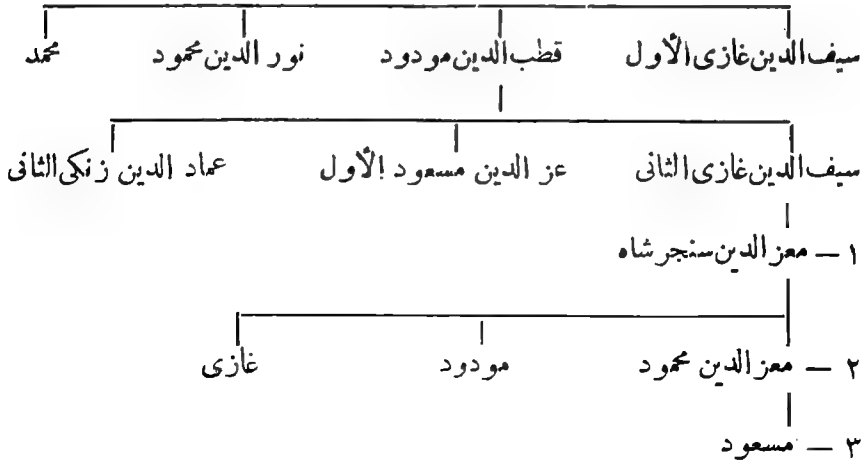 سيف الدين غازى الأول قطب الدين مودود نور الدين محمود محمد
سيف الدين غازى الثانى عز الدين مسعود الأول عماد الدين زنكى الثانى
١ – معز الدين سنجر شاه
٢ – معز الدين محمود مودود غازى
٣ – مسعود